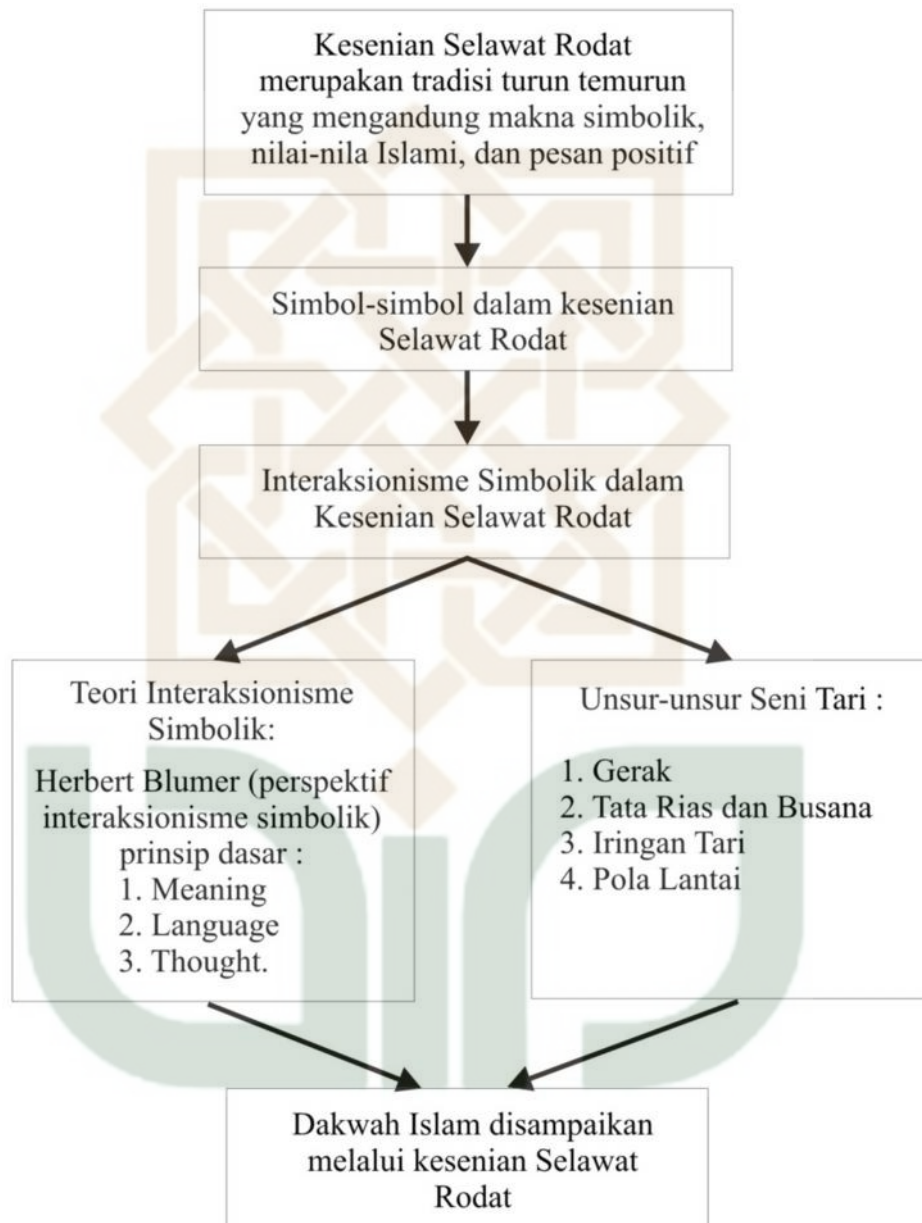 Kesenian Selawat Rodat
merupakan tradisi turun temurun
yang mengandung makna simbolik,
nilai-nila Islami, dan pesan positif
Simbol-simbol dalam kesenian
Selawat Rodat
Interaksionisme Simbolik dalam
Kesenian Selawat Rodat
Teori Interaksionisme
Simbolik:
Herbert Blumer (perspektif
interaksionisme simbolik)
prinsip dasar :
1. Meaning
2. Language
3. Thought.
Unsur-unsur Seni Tari :
1. Gerak
2. Tata Rias dan Busana
3. Iringan Tari
4. Pola Lantai
Dakwah Islam disampaikan
melalui kesenian Selawat
Rodat